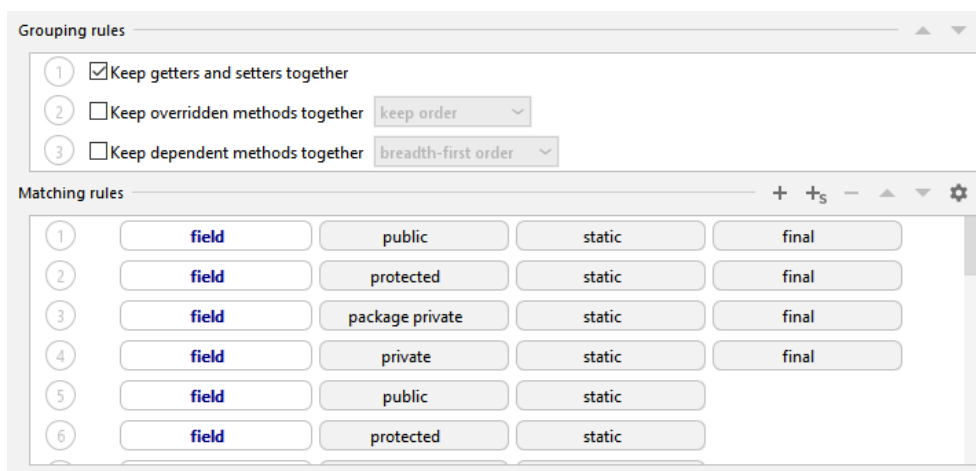 Grouping rules
1 Keep getters and setters together
2 Keep overridden methods together keep order
3 Keep dependent methods together breadth-first order
Matching rules + +S −
1 field public static final
2 field protected static final
3 field package private static final
4 field private static final
5 field public static
6 field protected static